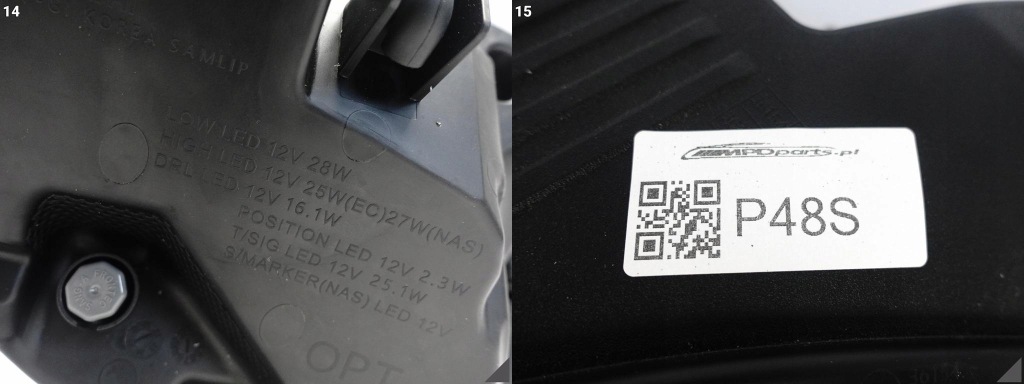 14
KOREA SAMLIP
LOW LED 12V 28W
HIGH LED 12V 25W(EC)27W(NAS)
DRL LED 12V 16.1W
POSITION LED 12V 2.3W
T/SIG LED 12V 25.1W
S/MARKER(NAS) LED 12V
OPT
15
MPDparts.pl
P48S